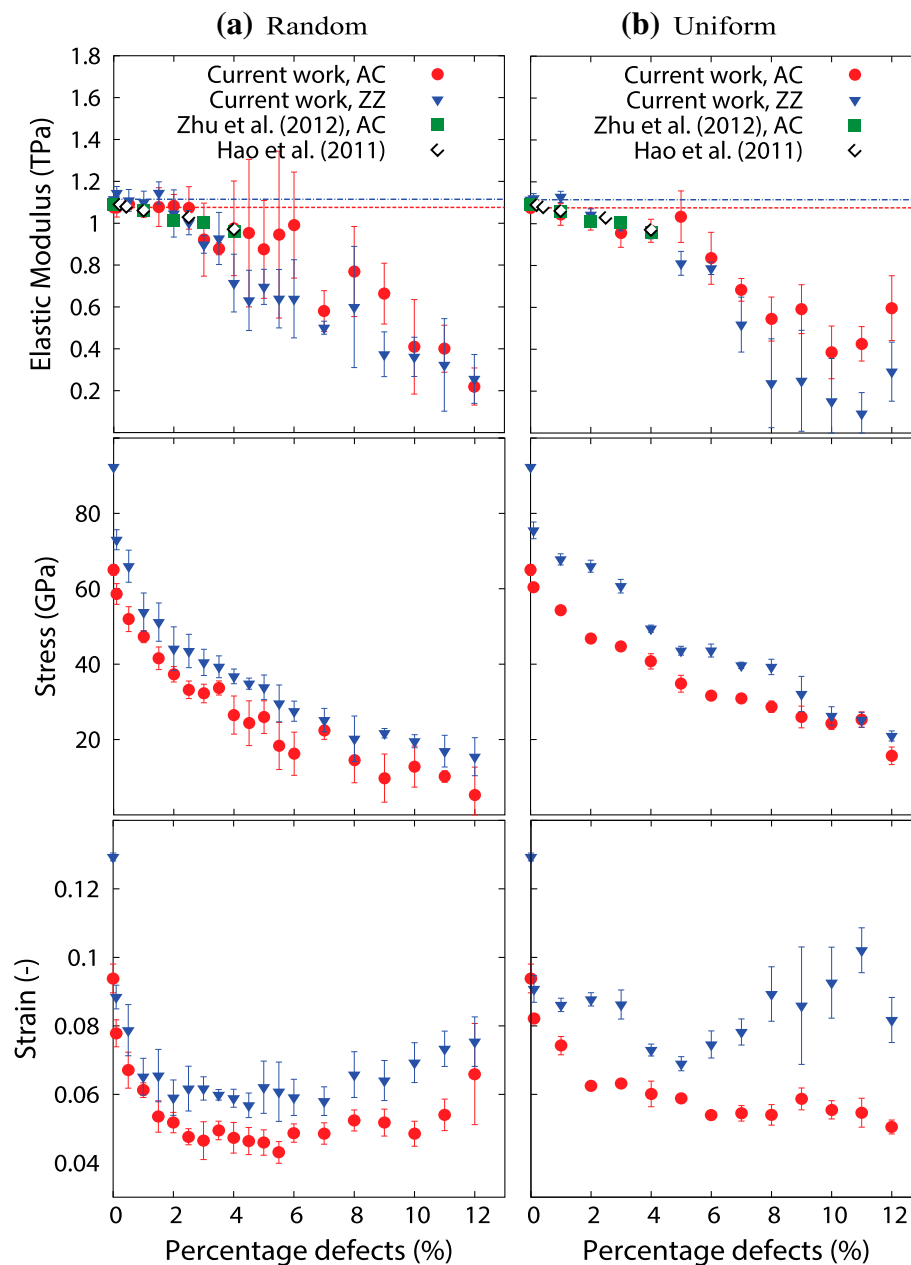 (a) Random
(b) Uniform
1.8
1.6
1.4
1.2
1
0.8
0.6
0.4
0.2
Elastic Modulus (TPa)
Current work, AC
Current work, ZZ
Zhu et al. (2012), AC
Hao et al. (2011)
Current work, AC
Current work, ZZ
Zhu et al. (2012), AC
Hao et al. (2011)
80
60
40
20
Stress (GPa)
0.12
0.1
0.08
0.06
0.04
Strain (-)
0 2 4 6 8 10 12
0 2 4 6 8 10 12
Percentage defects (%)
Percentage defects (%)